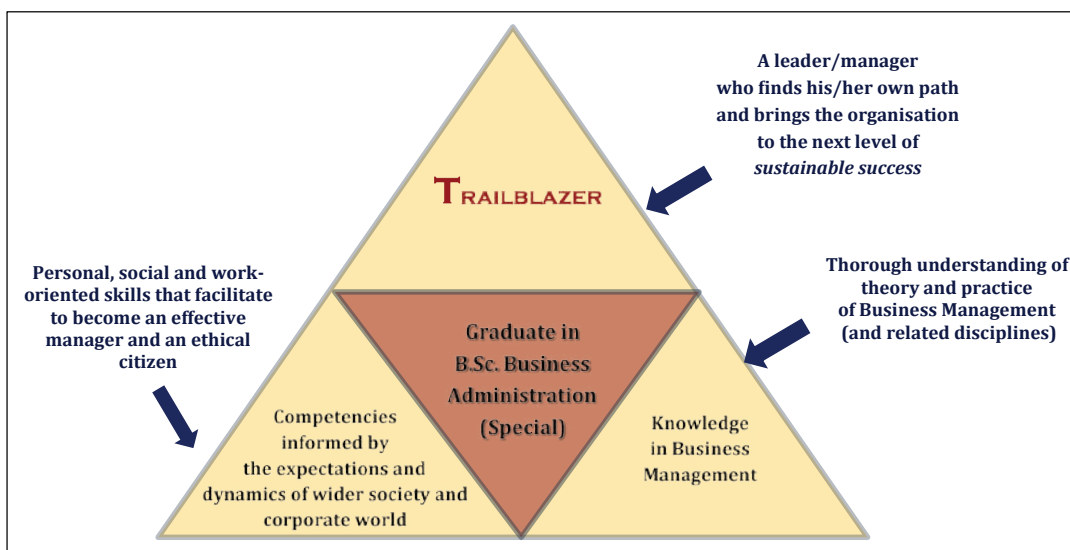 A leader/manager
who finds his/her own path
and brings the organisation
to the next level of
sustainable success
TRAILBLAZER
Personal, social and work-
oriented skills that facilitate
to become an effective
manager and an ethical
citizen
Thorough understanding of
theory and practice
of Business Management
(and related disciplines)
Graduate in
B.Sc. Business
Administration
(Special)
Competencies
informed by
the expectations and
dynamics of wider society and
corporate world
Knowledge
in Business
Management